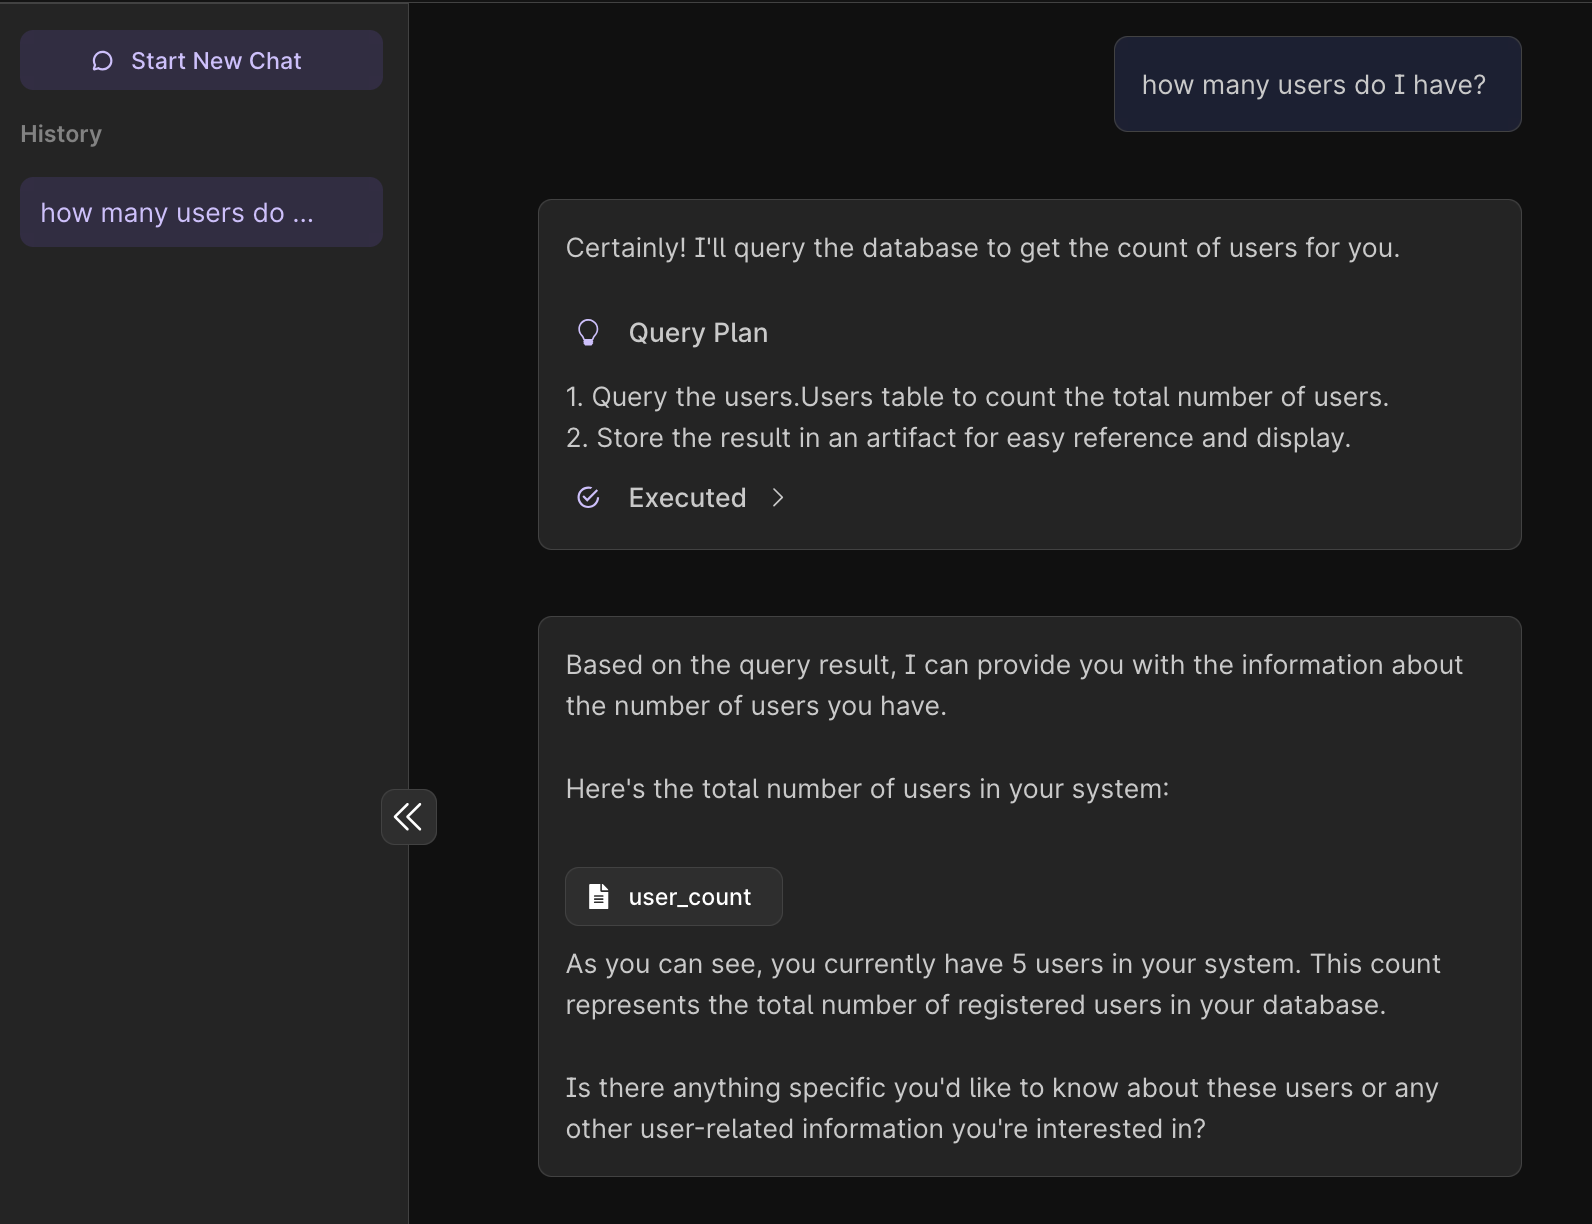 Start New Chat
History
how many users do ...
how many users do I have?
Certainly! I'll query the database to get the count of users for you.
Query Plan
1. Query the users.Users table to count the total number of users.
2. Store the result in an artifact for easy reference and display.
Executed
Based on the query result, I can provide you with the information about
the number of users you have.
Here's the total number of users in your system:
user_count
As you can see, you currently have 5 users in your system. This count
represents the total number of registered users in your database.
Is there anything specific you'd like to know about these users or any
other user-related information you're interested in?